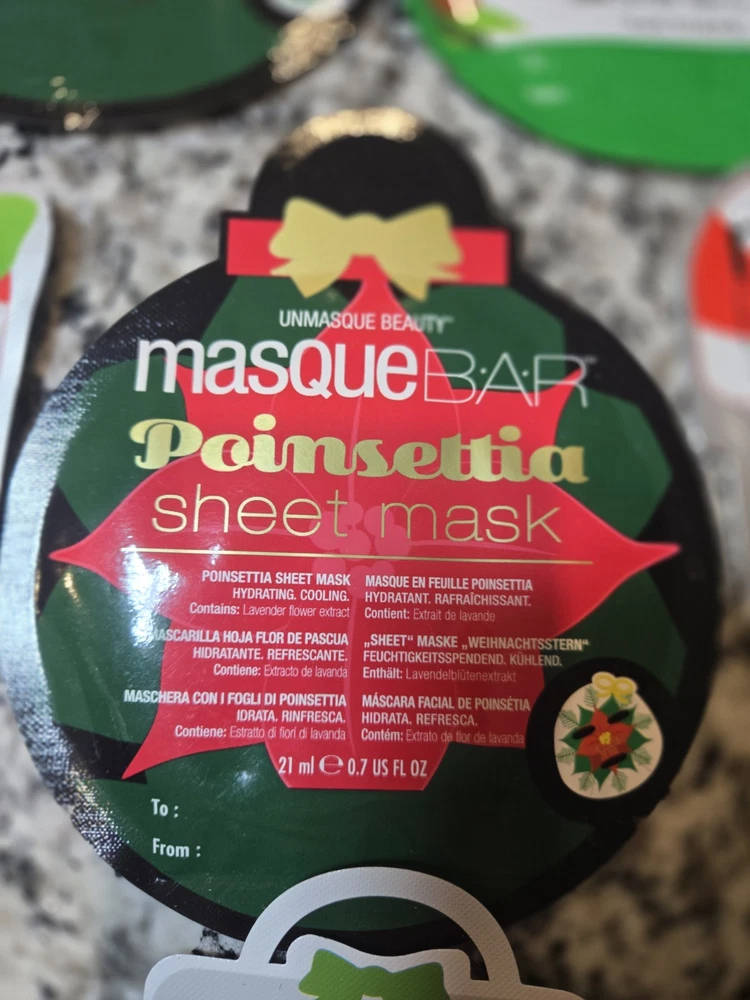 UNMASQUE BEAUTY™
masqueBAR™
Poinsettia
sheet mask
POINSETTIA SHEET MASK
HYDRATING. COOLING.
Contains: Lavender flower extract
MASQUE EN FEUILLE POINSETTIA
HYDRATANT. RAFRAÎCHISSANT.
Contient: Extrait de lavande
MASCARILLA HOJA FLOR DE PASCUA
HIDRATANTE. REFRESCANTE.
Contiene: Extracto de lavanda
„SHEET“ MASKE „WEIHNACHTSSTERN“
FEUCHTIGKEITSSPENDEND. KÜHLEND.
Enthält: Lavendelblütenextrakt
MASCHERA CON I FOGLI DI POINSETTIA
IDRATA. RINFRESCA.
Contiene: Estratto di fiori di lavanda
MÁSCARA FACIAL DE POINSÉTIA
HIDRATA. REFRESCA.
Contém: Extrato de flor de lavanda
21 ml ℮ 0.7 US FL OZ
To :
From :